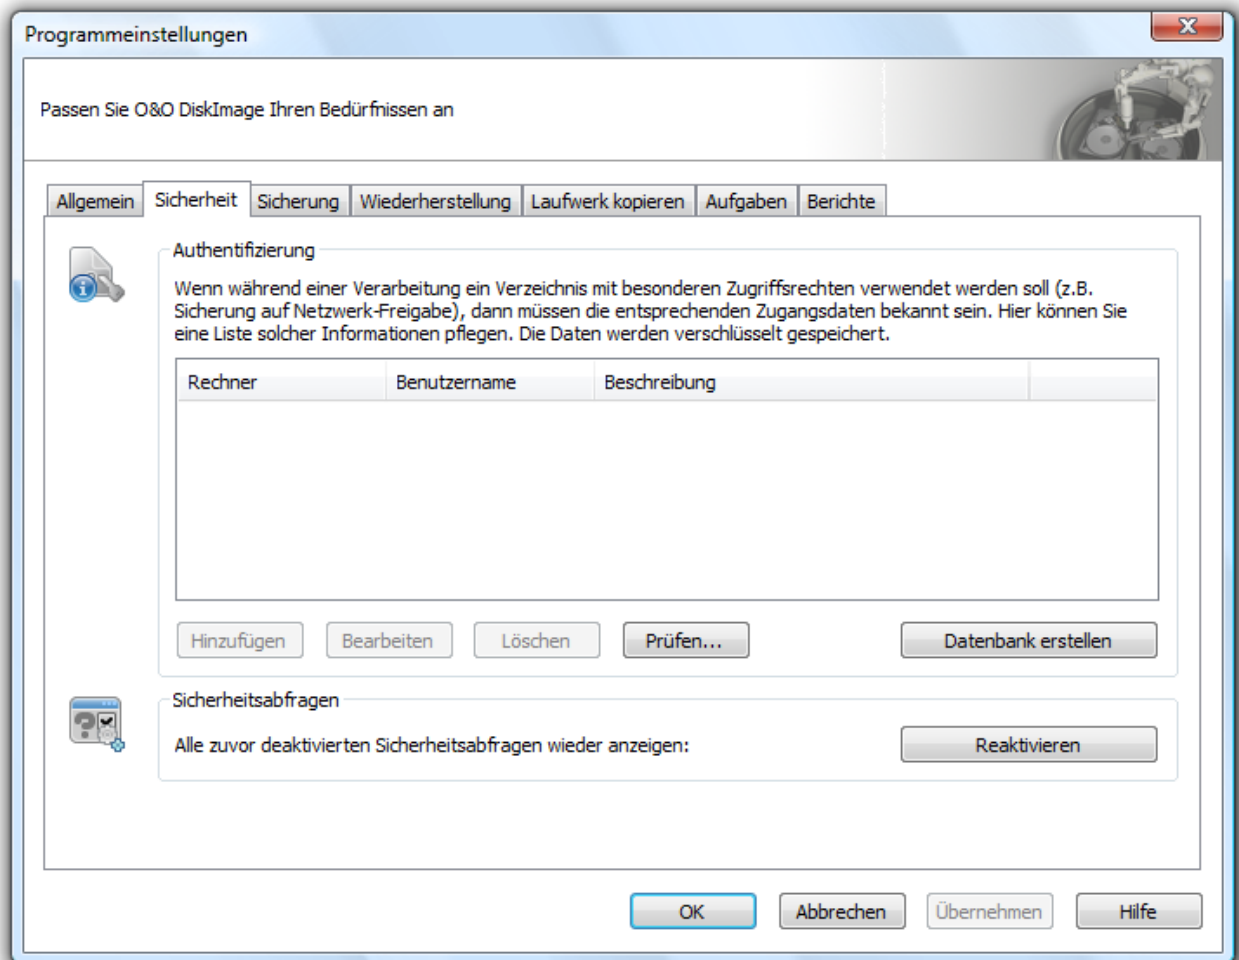 Programmeinstellungen
Passen Sie O&O DiskImage Ihren Bedürfnissen an
Allgemein Sicherheit Sicherung Wiederherstellung Laufwerk kopieren Aufgaben Berichte
Authentifizierung
Wenn während einer Verarbeitung ein Verzeichnis mit besonderen Zugriffsrechten verwendet werden soll (z.B.
Sicherung auf Netzwerk-Freigabe), dann müssen die entsprechenden Zugangsdaten bekannt sein. Hier können Sie
eine Liste solcher Informationen pflegen. Die Daten werden verschlüsselt gespeichert.
Rechner Benutzername Beschreibung
Hinzufügen Bearbeiten Löschen Prüfen... Datenbank erstellen
Sicherheitsabfragen
Alle zuvor deaktivierten Sicherheitsabfragen wieder anzeigen: Reaktivieren
OK Abbrechen Übernehmen Hilfe